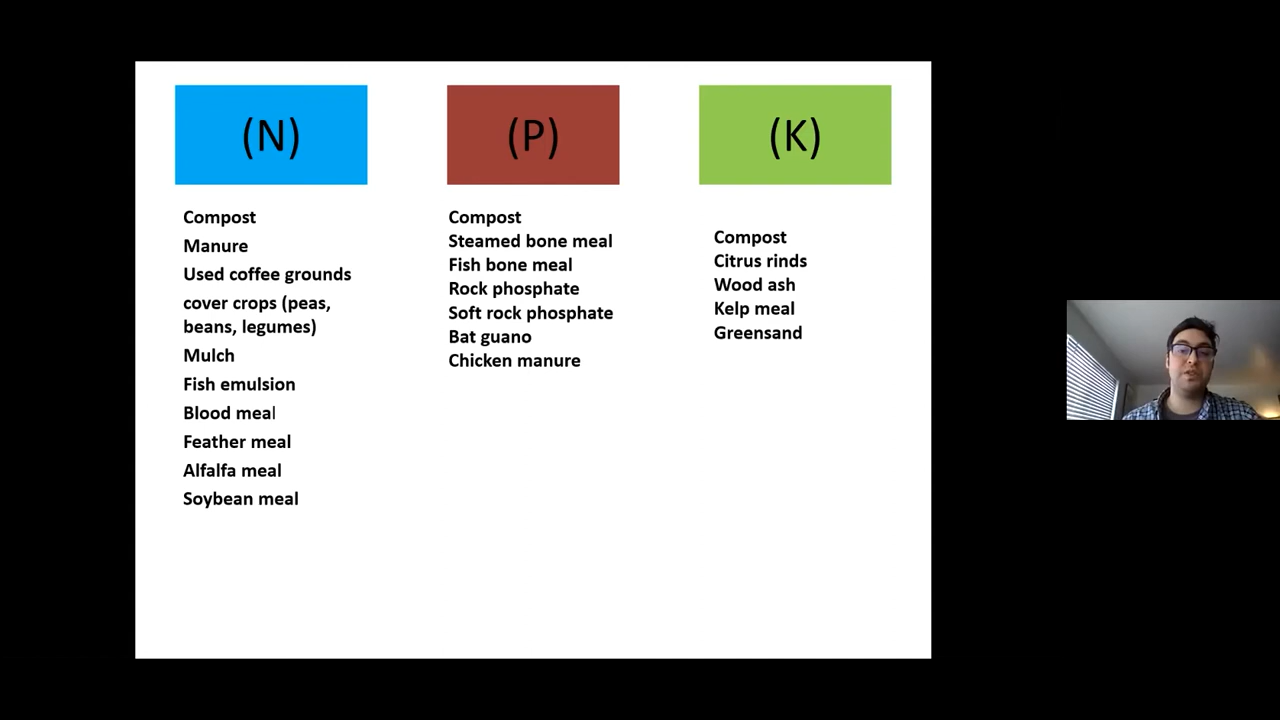 (N)
Compost
Manure
Used coffee grounds
cover crops (peas,
beans, legumes)
Mulch
Fish emulsion
Blood meal
Feather meal
Alfalfa meal
Soybean meal
(P)
Compost
Steamed bone meal
Fish bone meal
Rock phosphate
Soft rock phosphate
Bat guano
Chicken manure
(K)
Compost
Citrus rinds
Wood ash
Kelp meal
Greensand